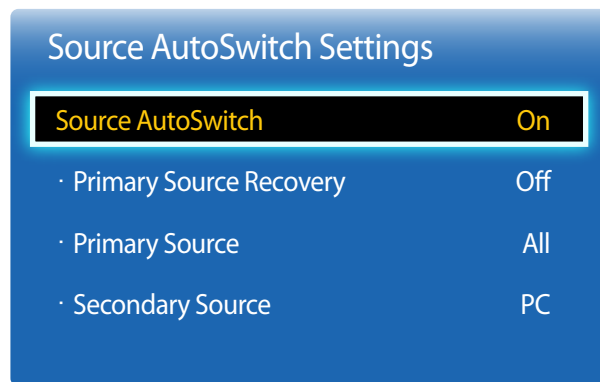 Source AutoSwitch Settings
Source AutoSwitch On
· Primary Source Recovery Off
· Primary Source All
· Secondary Source PC